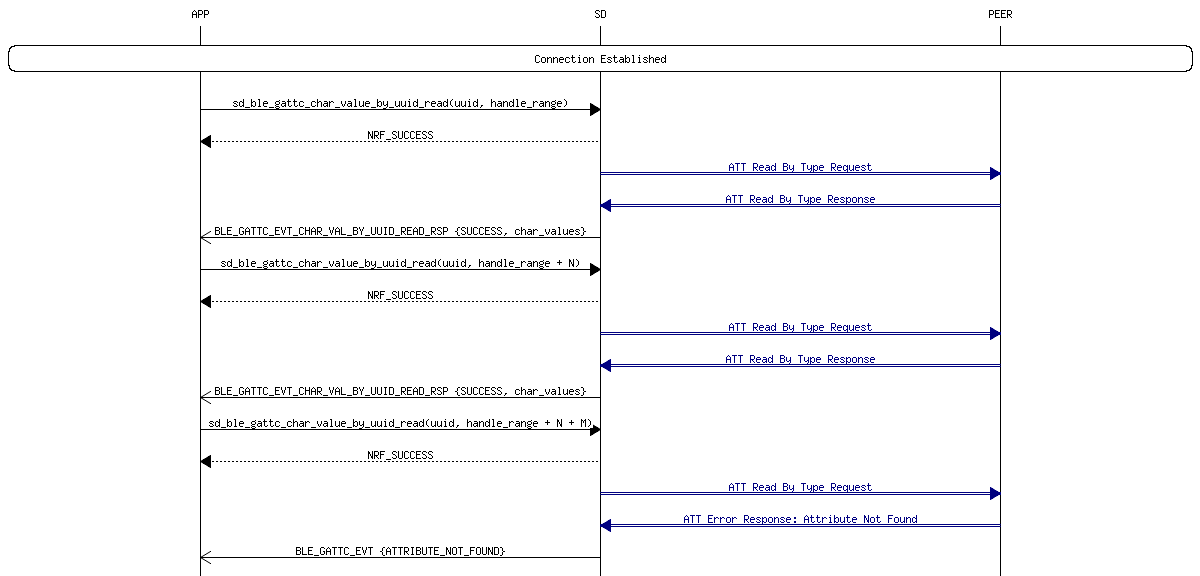 APP SD PEER
Connection Established
sd_ble_gattc_char_value_by_uuid_read(uuid, handle_range)
NRF_SUCCESS
ATT Read By Type Request
ATT Read By Type Response
BLE_GATTC_EVT_CHAR_VAL_BY_UUID_READ_RSP {SUCCESS, char_values}
sd_ble_gattc_char_value_by_uuid_read(uuid, handle_range + N)
NRF_SUCCESS
ATT Read By Type Request
ATT Read By Type Response
BLE_GATTC_EVT_CHAR_VAL_BY_UUID_READ_RSP {SUCCESS, char_values}
sd_ble_gattc_char_value_by_uuid_read(uuid, handle_range + N + M)
NRF_SUCCESS
ATT Read By Type Request
ATT Error Response: Attribute Not Found
BLE_GATTC_EVT {ATTRIBUTE_NOT_FOUND}